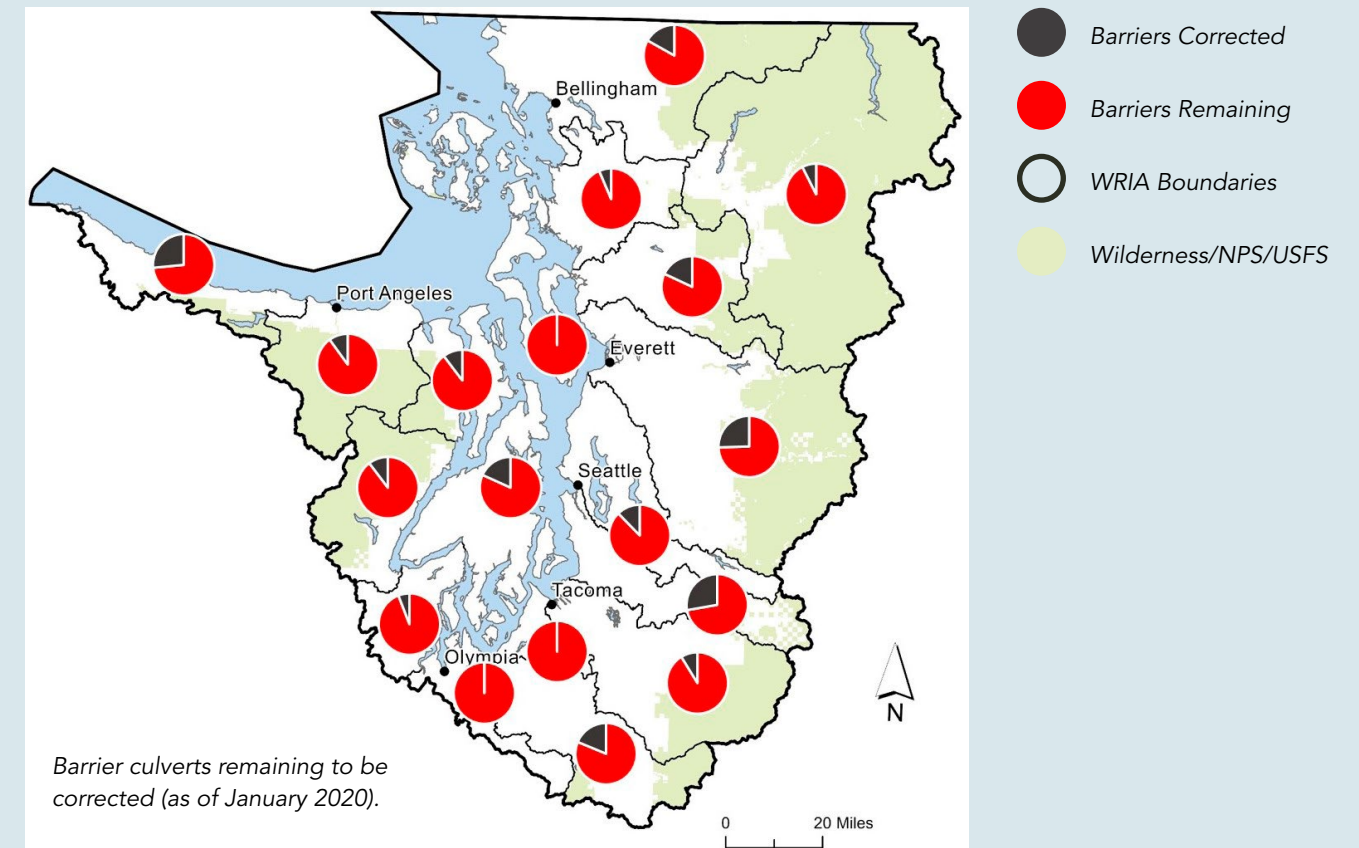 Bellingham
Port Angeles
Everett
Seattle
Tacoma
Olympia
N
Barrier culverts remaining to be
corrected (as of January 2020).
0 20 Miles
Barriers Corrected
Barriers Remaining
WRIA Boundaries
Wilderness/NPS/USFS